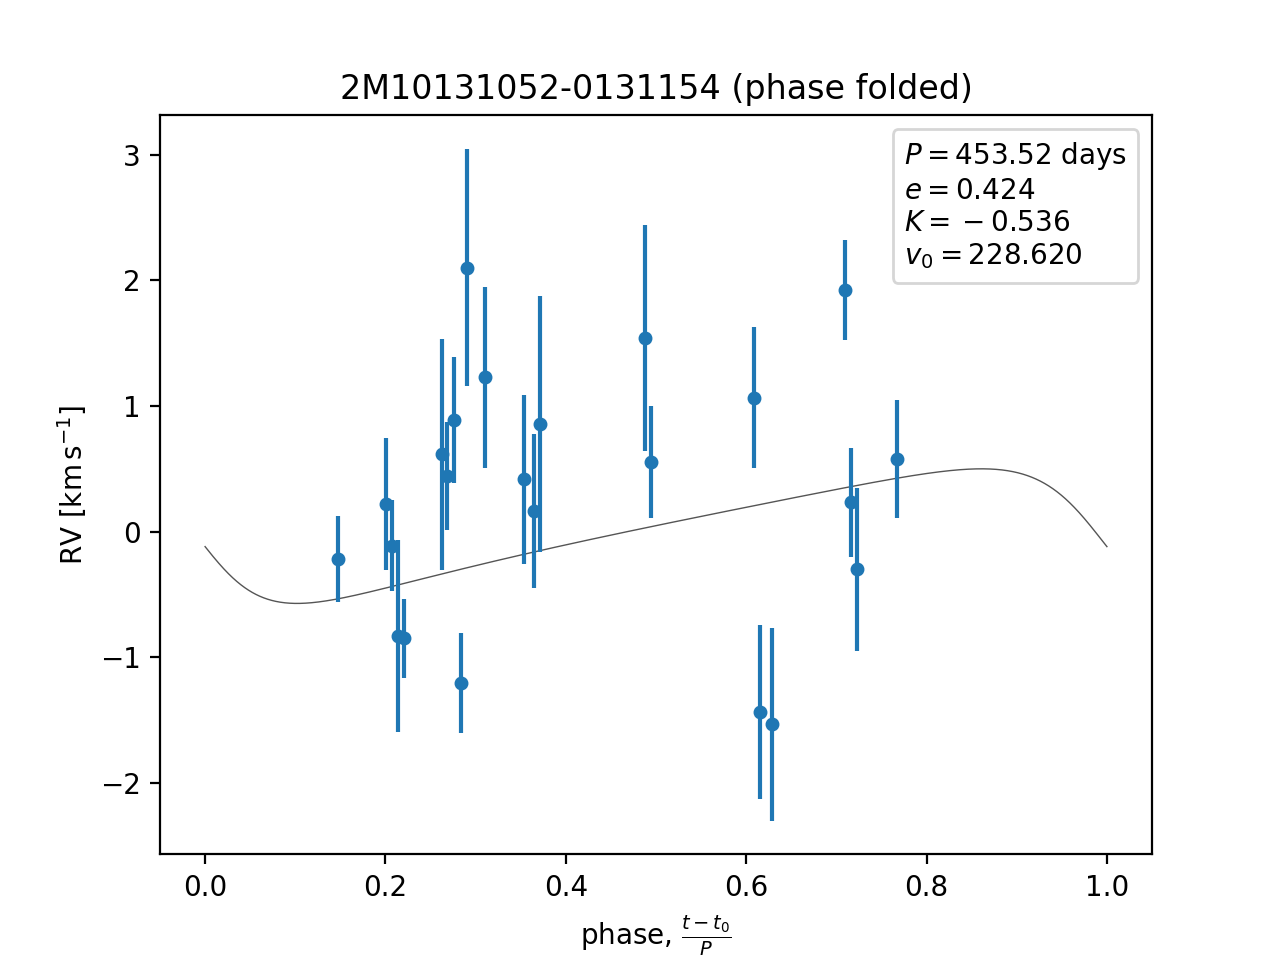 2M10131052-0131154 (phase folded)
P = 453.52 days
e = 0.424
K = −0.536
v₀ = 228.620
3
2
1
0
−1
−2
RV [km s⁻¹]
0.0 0.2 0.4 0.6 0.8 1.0
phase, (t − t₀)/P